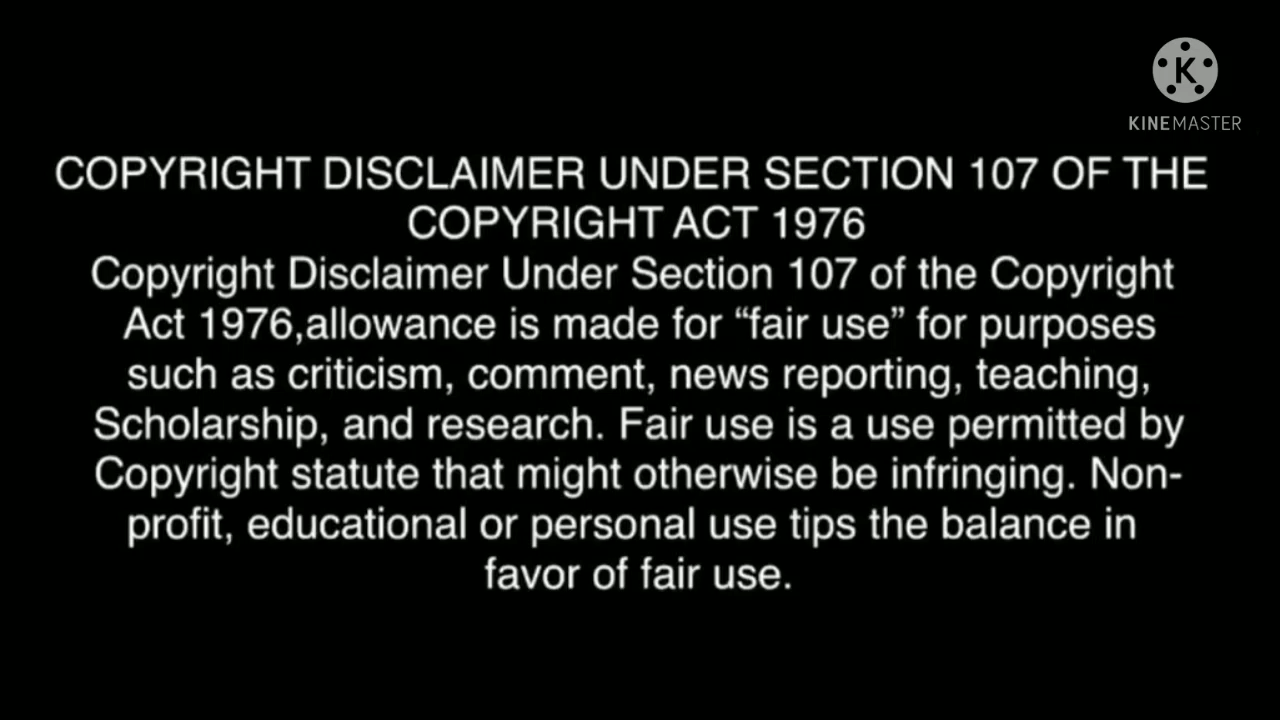 K
KINEMASTER
COPYRIGHT DISCLAIMER UNDER SECTION 107 OF THE
COPYRIGHT ACT 1976
Copyright Disclaimer Under Section 107 of the Copyright
Act 1976,allowance is made for “fair use” for purposes
such as criticism, comment, news reporting, teaching,
Scholarship, and research. Fair use is a use permitted by
Copyright statute that might otherwise be infringing. Non-
profit, educational or personal use tips the balance in
favor of fair use.